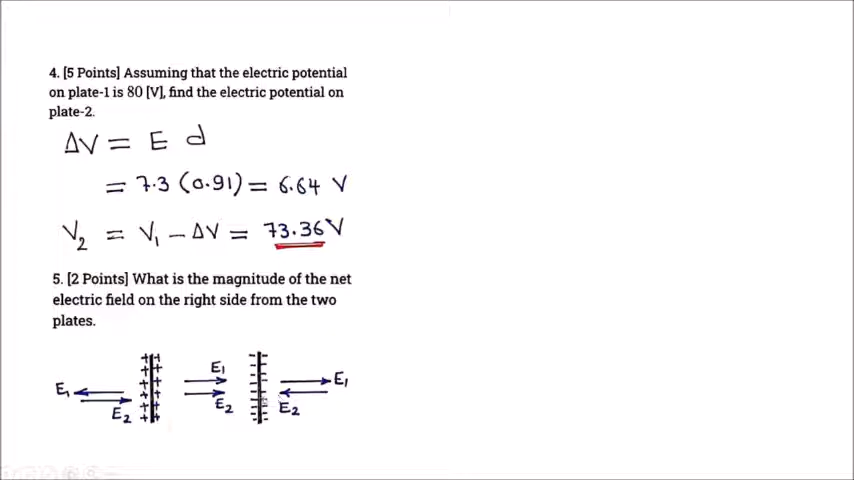 4. [5 Points] Assuming that the electric potential
on plate-1 is 80 [V], find the electric potential on
plate-2.
ΔV = E d
= 7.3 (0.91) = 6.64 V
V₂ = V₁ - ΔV = 73.36 V
5. [2 Points] What is the magnitude of the net
electric field on the right side from the two
plates.
E₁ E₂ + + + + + + + + + + + + E₁ E₂ - - - - - - - - - - - - E₁ E₂